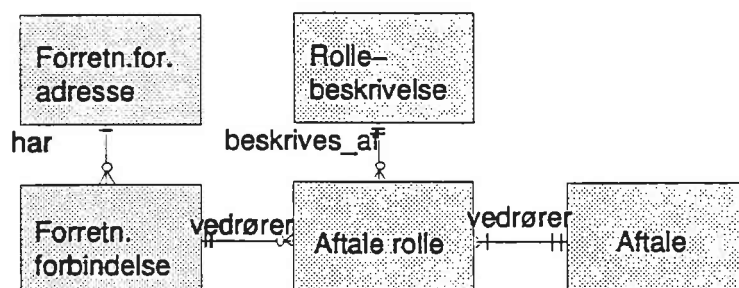 Forretn.for.
adresse
Rolle–
beskrivelse
har
beskrives_af
Forretn.
forbindelse
vedrører
Aftale rolle
vedrører
Aftale